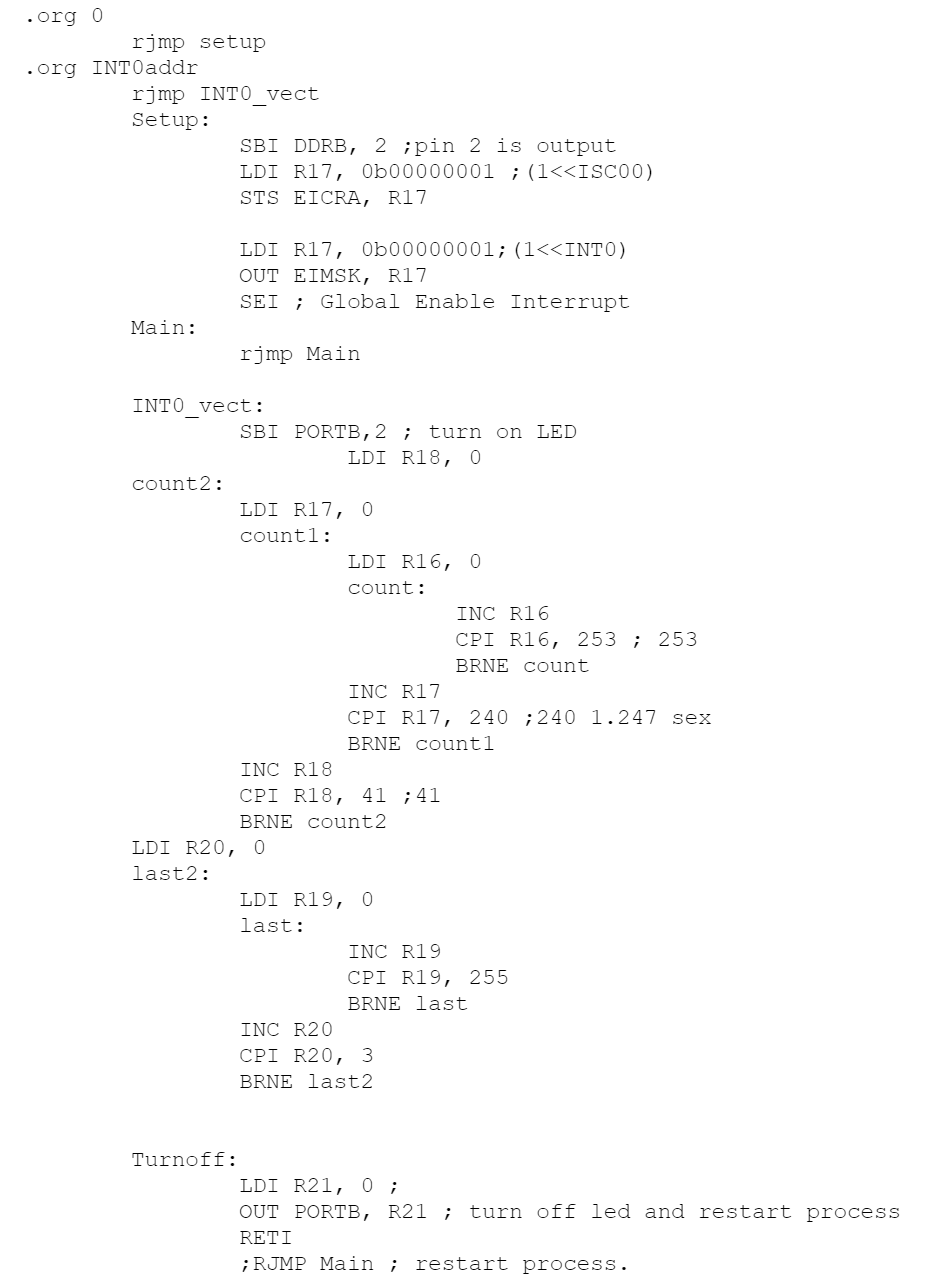 .org 0
rjmp setup
.org INT0addr
rjmp INT0_vect
Setup:
SBI DDRB, 2 ;pin 2 is output
LDI R17, 0b00000001 ;(1<<ISC00)
STS EICRA, R17
LDI R17, 0b00000001;(1<<INT0)
OUT EIMSK, R17
SEI ; Global Enable Interrupt
Main:
rjmp Main
INT0_vect:
SBI PORTB,2 ; turn on LED
LDI R18, 0
count2:
LDI R17, 0
count1:
LDI R16, 0
count:
INC R16
CPI R16, 253 ; 253
BRNE count
INC R17
CPI R17, 240 ;240 1.247 sex
BRNE count1
INC R18
CPI R18, 41 ;41
BRNE count2
LDI R20, 0
last2:
LDI R19, 0
last:
INC R19
CPI R19, 255
BRNE last
INC R20
CPI R20, 3
BRNE last2
Turnoff:
LDI R21, 0 ;
OUT PORTB, R21 ; turn off led and restart process
RETI
;RJMP Main ; restart process.